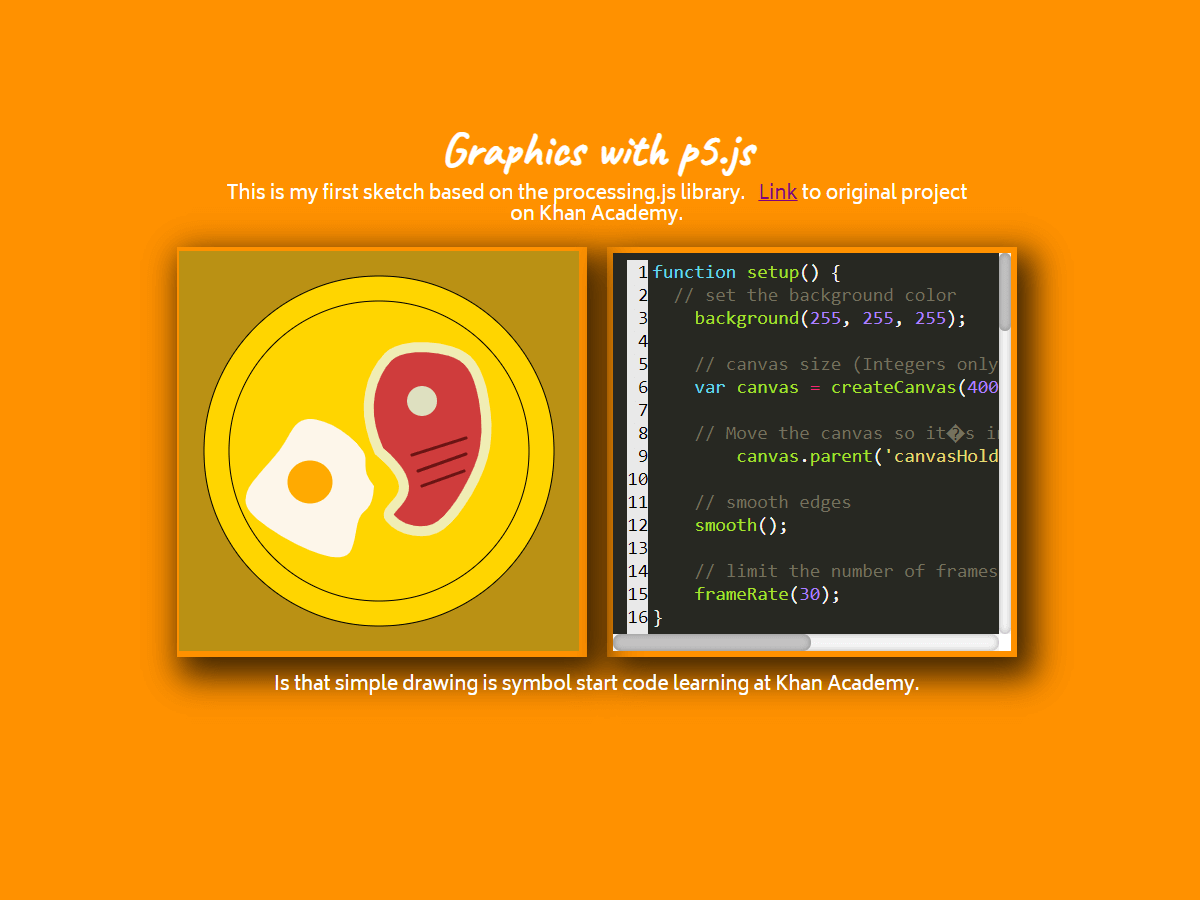 Graphics with p5.js
This is my first sketch based on the processing.js library. Link to original project
on Khan Academy.
1 function setup() {
2 // set the background color
3 background(255, 255, 255);
4
5 // canvas size (Integers only
6 var canvas = createCanvas(400
7
8 // Move the canvas so it�s i
9 canvas.parent('canvasHold
10
11 // smooth edges
12 smooth();
13
14 // limit the number of frames
15 frameRate(30);
16 }
Is that simple drawing is symbol start code learning at Khan Academy.